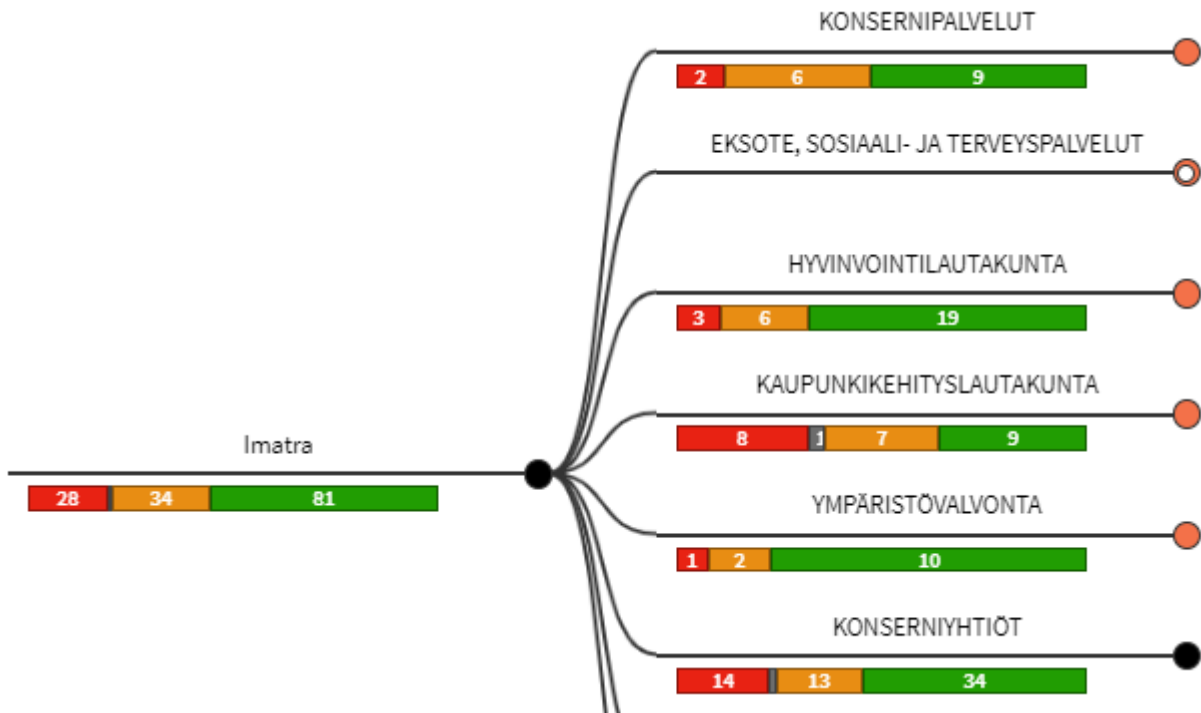 KONSERNIPALVELUT
2 6 9
EKSOTE, SOSIAALI- JA TERVEYSPALVELUT
HYVINVOINTILAUTAKUNTA
3 6 19
KAUPUNKIKEHITYSLAUTAKUNTA
8 1 7 9
Imatra
28 34 81
YMPÄRISTÖVALVONTA
1 2 10
KONSERNIYHTIÖT
14 13 34